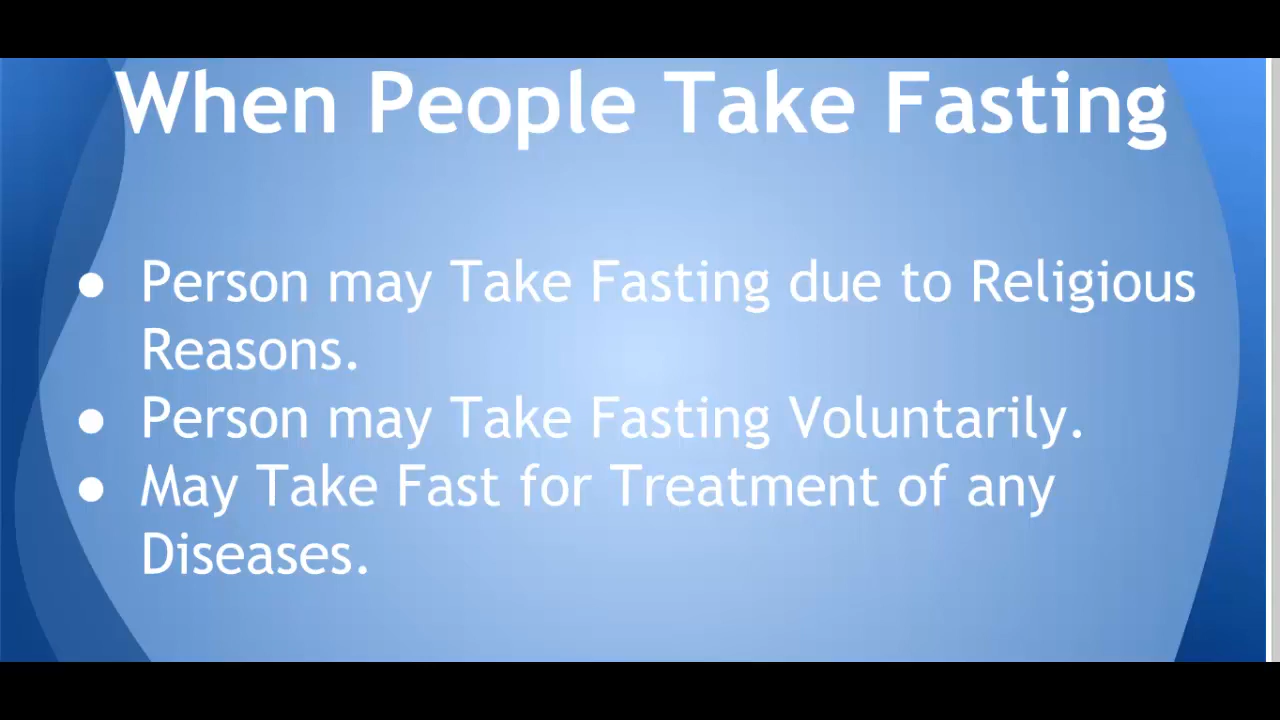 When People Take Fasting
● Person may Take Fasting due to Religious
Reasons.
● Person may Take Fasting Voluntarily.
● May Take Fast for Treatment of any
Diseases.